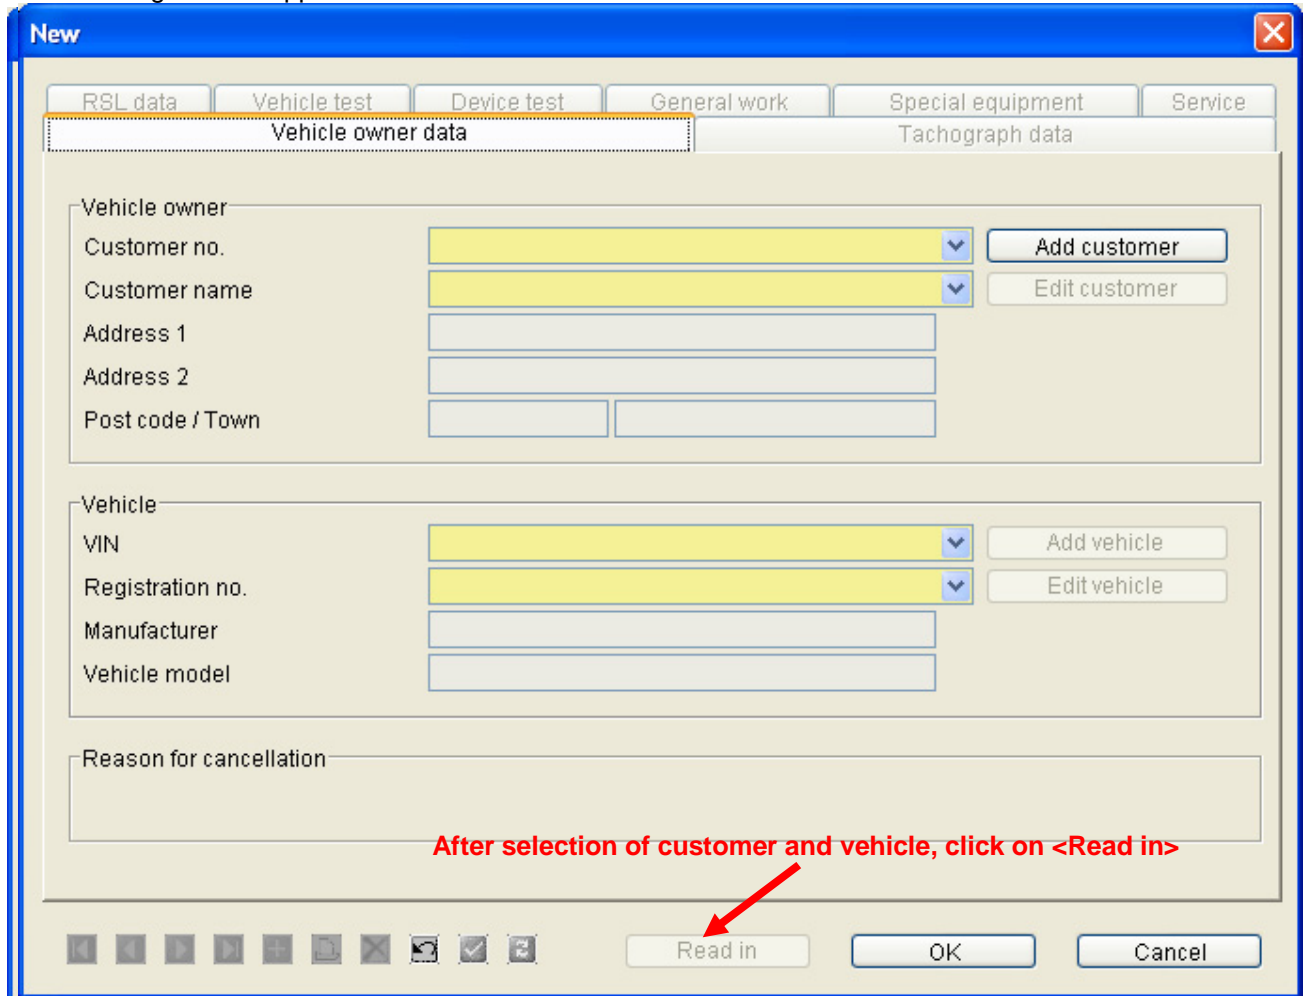 New
RSL data Vehicle test Device test General work Special equipment Service
Vehicle owner data Tachograph data
Vehicle owner
Customer no. Add customer
Customer name Edit customer
Address 1
Address 2
Post code / Town
Vehicle
VIN Add vehicle
Registration no. Edit vehicle
Manufacturer
Vehicle model
Reason for cancellation
After selection of customer and vehicle, click on <Read in>
Read in OK Cancel